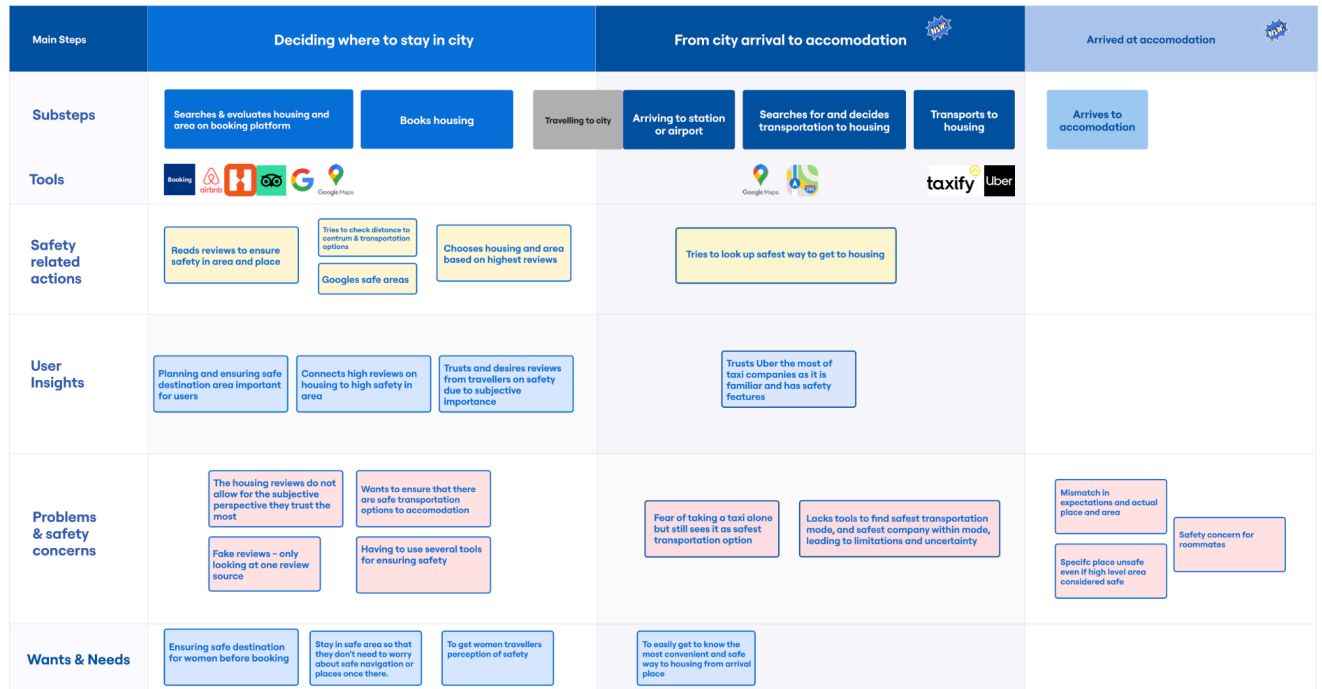 Main Steps
Deciding where to stay in city
From city arrival to accomodation
NEW!
Arrived at accomodation
NEW!
Substeps
Searches & evaluates housing and
area on booking platform
Books housing
Travelling to city
Arriving to station
or airport
Searches for and decides
transportation to housing
Transports to
housing
Arrives to
accomodation
Tools
Booking
airbnb
H
G
Google Maps
Google Maps
280
taxify
Uber
Safety
related
actions
Reads reviews to ensure
safety in area and place
Tries to check distance to
centrum & transportation
options
Googles safe areas
Chooses housing and area
based on highest reviews
Tries to look up safest way to get to housing
User
Insights
Planning and ensuring safe
destination area important
for users
Connects high reviews on
housing to high safety in
area
Trusts and desires reviews
from travellers on safety
due to subjective
importance
Trusts Uber the most of
taxi companies as it is
familiar and has safety
features
Problems
& safety
concerns
The housing reviews do not
allow for the subjective
perspective they trust the
most
Wants to ensure that there
are safe transportation
options to accomodation
Fake reviews - only
looking at one review
source
Having to use several tools
for ensuring safety
Fear of taking a taxi alone
but still sees it as safest
transportation option
Lacks tools to find safest transportation
mode, and safest company within mode,
leading to limitations and uncertainty
Mismatch in
expectations and actual
place and area
Safety concern for
roommates
Specifc place unsafe
even if high level area
considered safe
Wants & Needs
Ensuring safe destination
for women before booking
Stay in safe area so that
they don't need to worry
about safe navigation or
places once there.
To get women travellers
perception of safety
To easily get to know the
most convenient and safe
way to housing from arrival
place